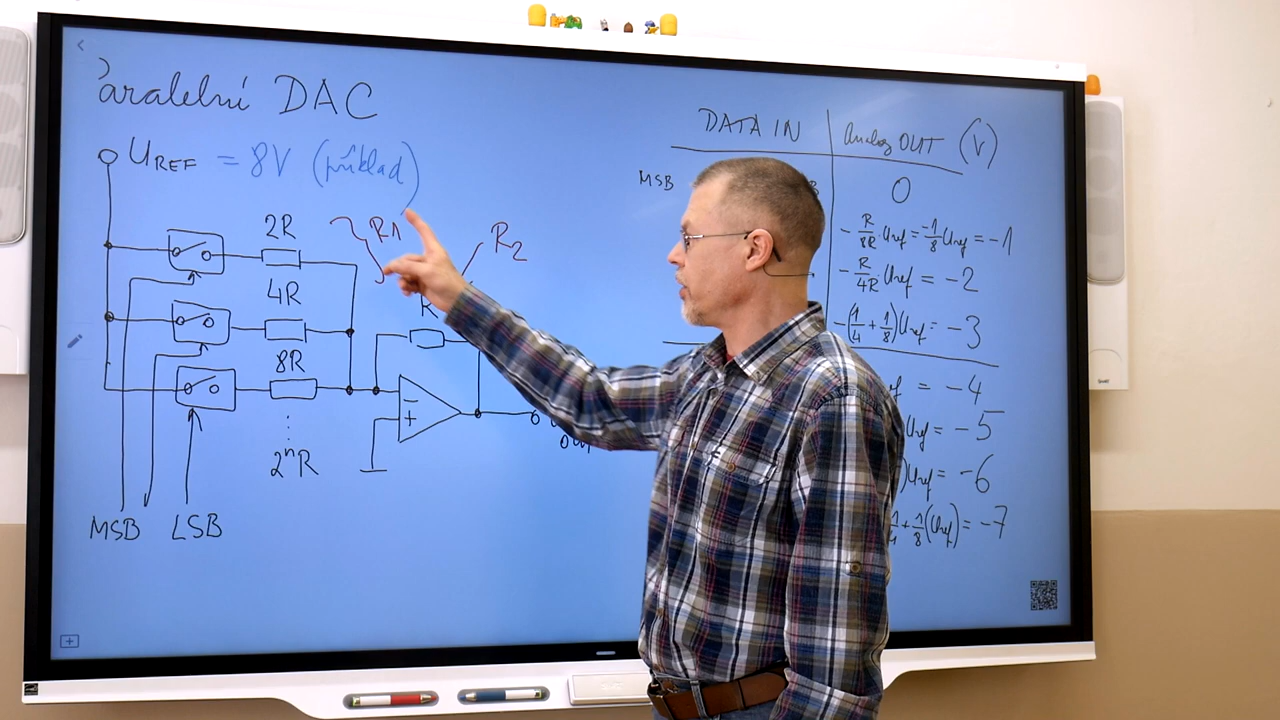 Paralelní DAC
UREF = 8V (příklad)
2R
R1
R2
4R
R
8R
−
+
2ⁿR
MSB LSB
DATA IN
Analog OUT (V)
MSB
0
- R/8R Uref = -1/8 Uref = -1
- R/4R Uref = -2
-(1/4 + 1/8) Uref = -3
= -4
Uref = -5
) Uref = -6
+ 1/8 (Uref) = -7